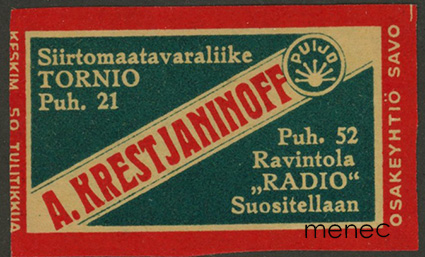 Siirtomaatavaraliike
TORNIO
Puh. 21
PUIJO
A. KRESTJANINOFF
Puh. 52
Ravintola
„RADIO“
Suositellaan
KESKIM. 50 TULITIKKUA
OSAKEYHTIÖ SAVO
menec